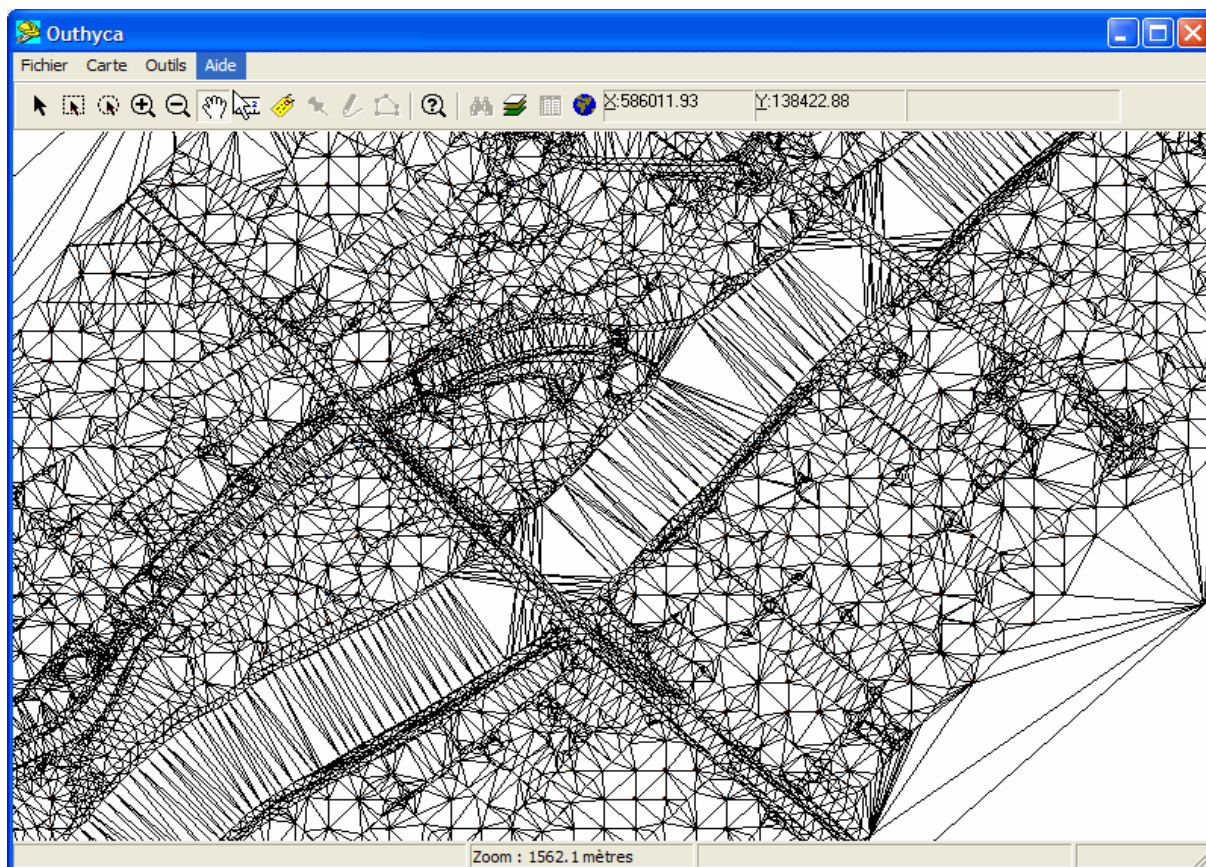 Outhyca
Fichier Carte Outils Aide
X:586011.93 Y:138422.88
Zoom : 1562.1 mètres